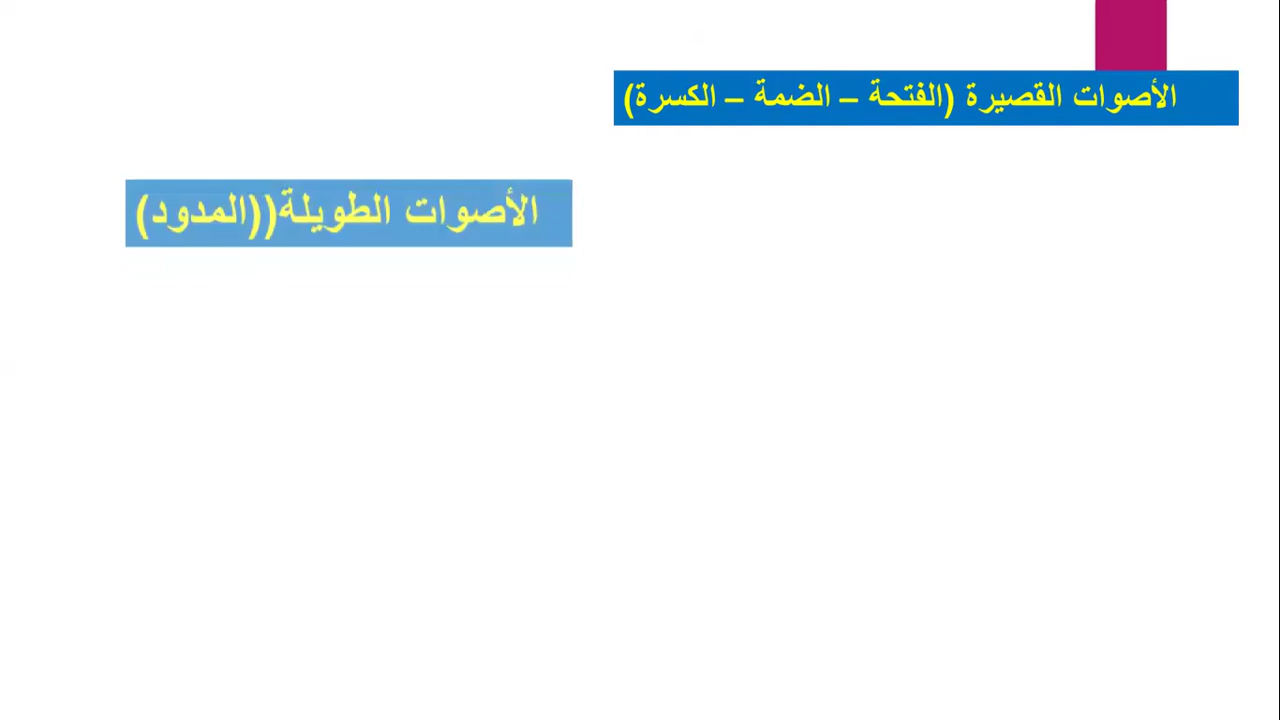 الأصوات القصيرة (الفتحة – الضمة – الكسرة)
الأصوات الطويلة((المدود)